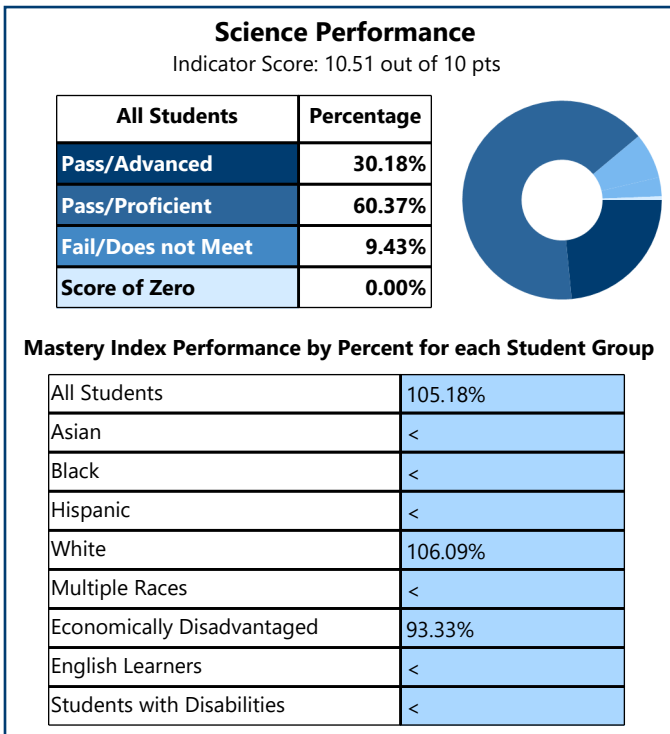 Science Performance
Indicator Score: 10.51 out of 10 pts
All Students Percentage
Pass/Advanced 30.18%
Pass/Proficient 60.37%
Fail/Does not Meet 9.43%
Score of Zero 0.00%
Mastery Index Performance by Percent for each Student Group
All Students 105.18%
Asian <
Black <
Hispanic <
White 106.09%
Multiple Races <
Economically Disadvantaged 93.33%
English Learners <
Students with Disabilities <